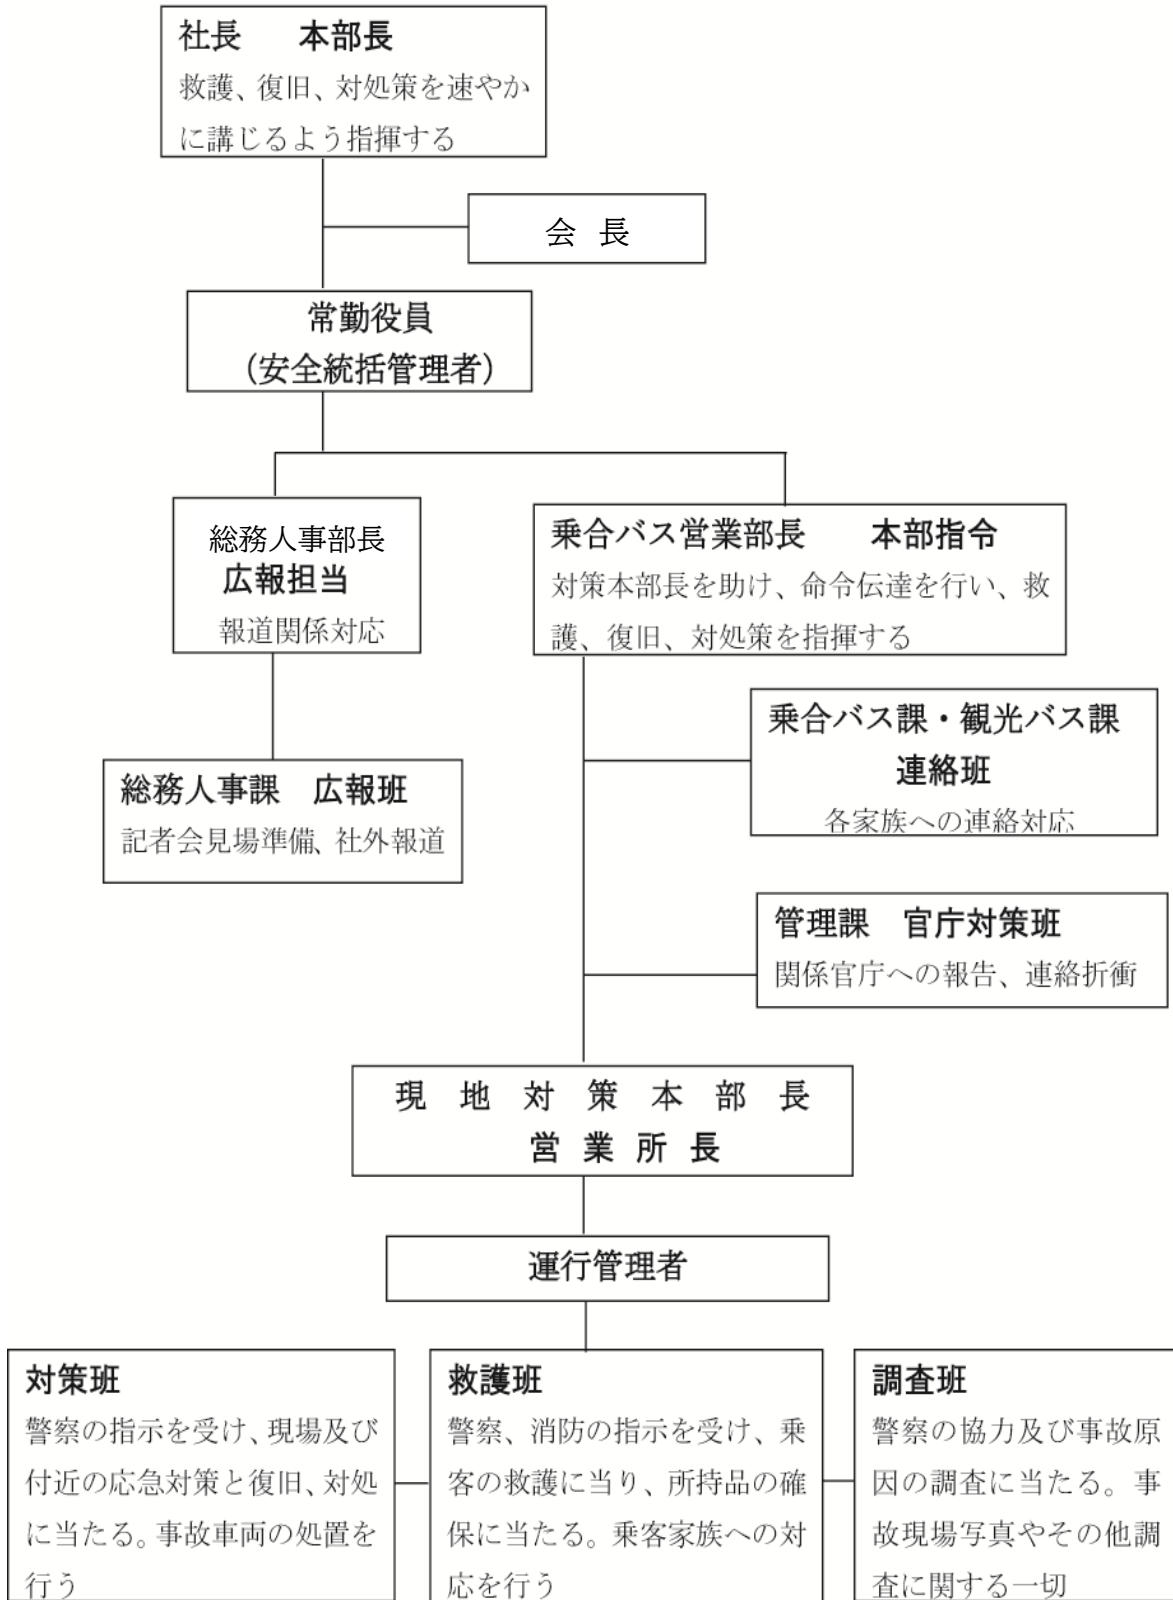 社長　　本部長
救護、復旧、対処策を速やか
に講じるよう指揮する
会　長
常勤役員
（安全統括管理者）
総務人事部長
広報担当
報道関係対応
乗合バス営業部長　　本部指令
対策本部長を助け、命令伝達を行い、救
護、復旧、対処策を指揮する
乗合バス課・観光バス課
連絡班
各家族への連絡対応
総務人事課　広報班
記者会見場準備、社外報道
管理課　官庁対策班
関係官庁への報告、連絡折衝
現　地　対　策　本　部　長
営　業　所　長
運行管理者
対策班
警察の指示を受け、現場及び
付近の応急対策と復旧、対処
に当たる。事故車両の処置を
行う
救護班
警察、消防の指示を受け、乗
客の救護に当り、所持品の確
保に当たる。乗客家族への対
応を行う
調査班
警察の協力及び事故原
因の調査に当たる。事
故現場写真やその他調
査に関する一切